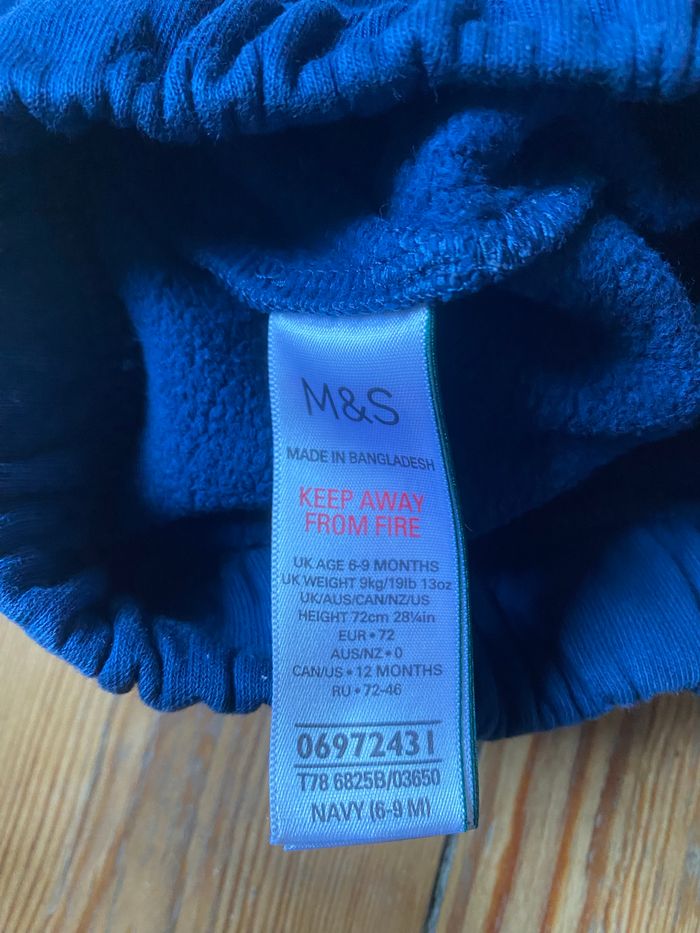 M&S
MADE IN BANGLADESH
KEEP AWAY
FROM FIRE
UK AGE 6-9 MONTHS
UK WEIGHT 9kg/19lb 13oz
UK/AUS/CAN/NZ/US
HEIGHT 72cm 28¼in
EUR • 72
AUS/NZ • 0
CAN/US • 12 MONTHS
RU • 72-46
06972431
T78 6825B/03650
NAVY (6-9 M)